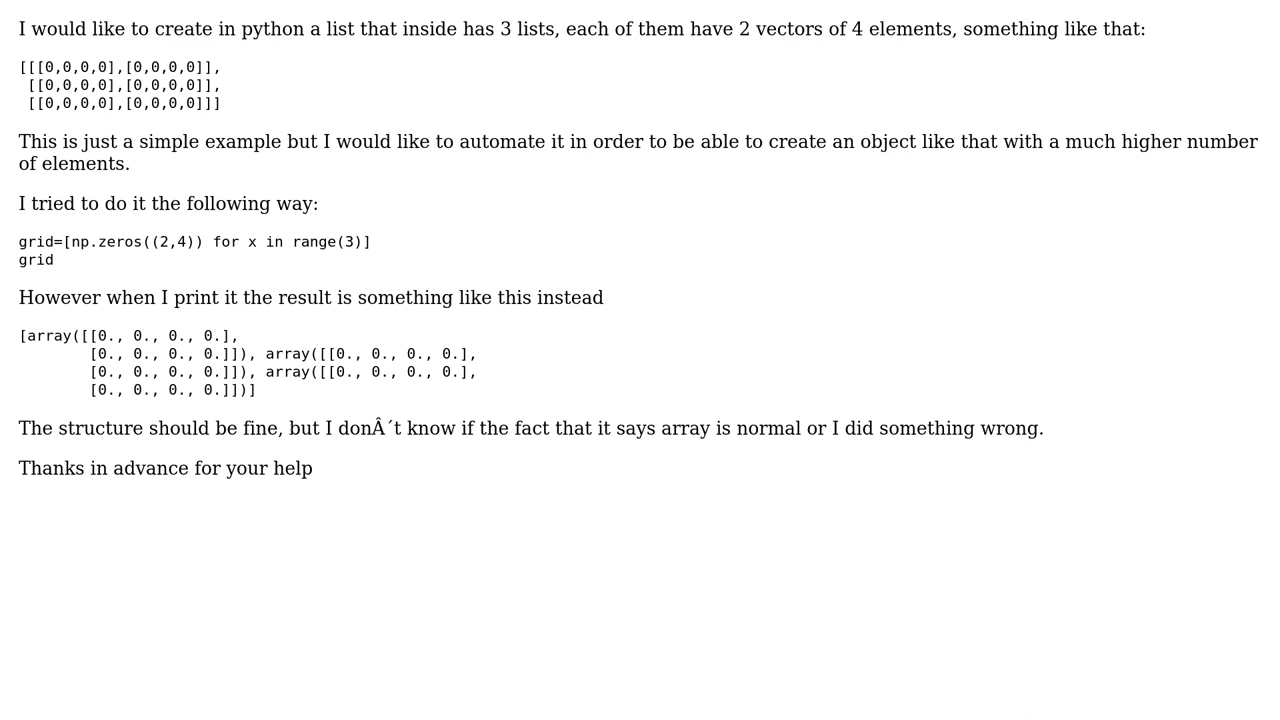 I would like to create in python a list that inside has 3 lists, each of them have 2 vectors of 4 elements, something like that:
[[[0,0,0,0],[0,0,0,0]],
 [[0,0,0,0],[0,0,0,0]],
 [[0,0,0,0],[0,0,0,0]]]
This is just a simple example but I would like to automate it in order to be able to create an object like that with a much higher number
of elements.
I tried to do it the following way:
grid=[np.zeros((2,4)) for x in range(3)]
grid
However when I print it the result is something like this instead
[array([[0., 0., 0., 0.],
        [0., 0., 0., 0.]]), array([[0., 0., 0., 0.],
        [0., 0., 0., 0.]]), array([[0., 0., 0., 0.],
        [0., 0., 0., 0.]])]
The structure should be fine, but I donÂ´t know if the fact that it says array is normal or I did something wrong.
Thanks in advance for your help